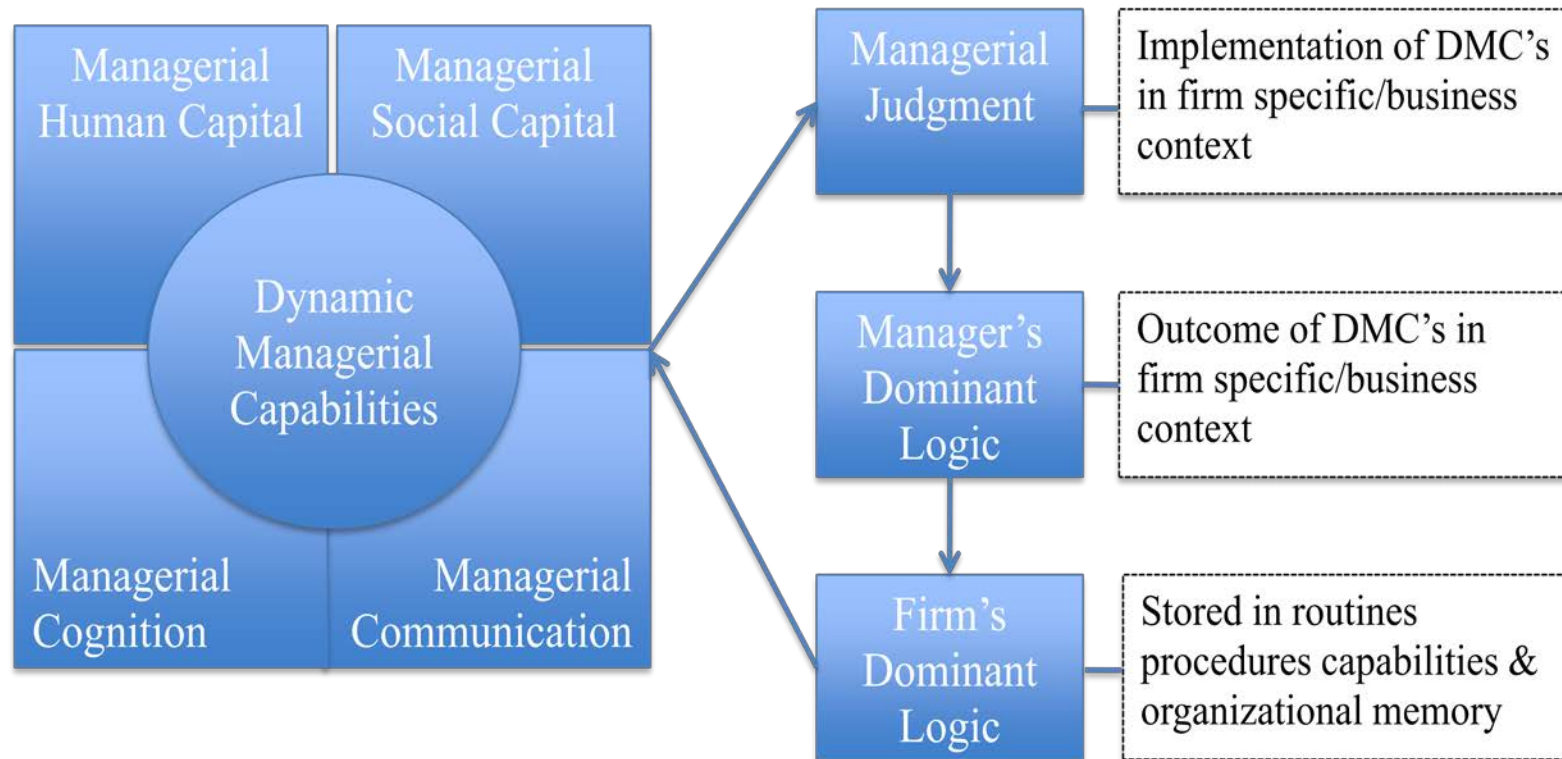 Managerial
Human Capital
Managerial
Social Capital
Dynamic
Managerial
Capabilities
Managerial
Cognition
Managerial
Communication
Managerial
Judgment
Implementation of DMC’s
in firm specific/business
context
Manager’s
Dominant
Logic
Outcome of DMC’s in
firm specific/business
context
Firm’s
Dominant
Logic
Stored in routines
procedures capabilities &
organizational memory